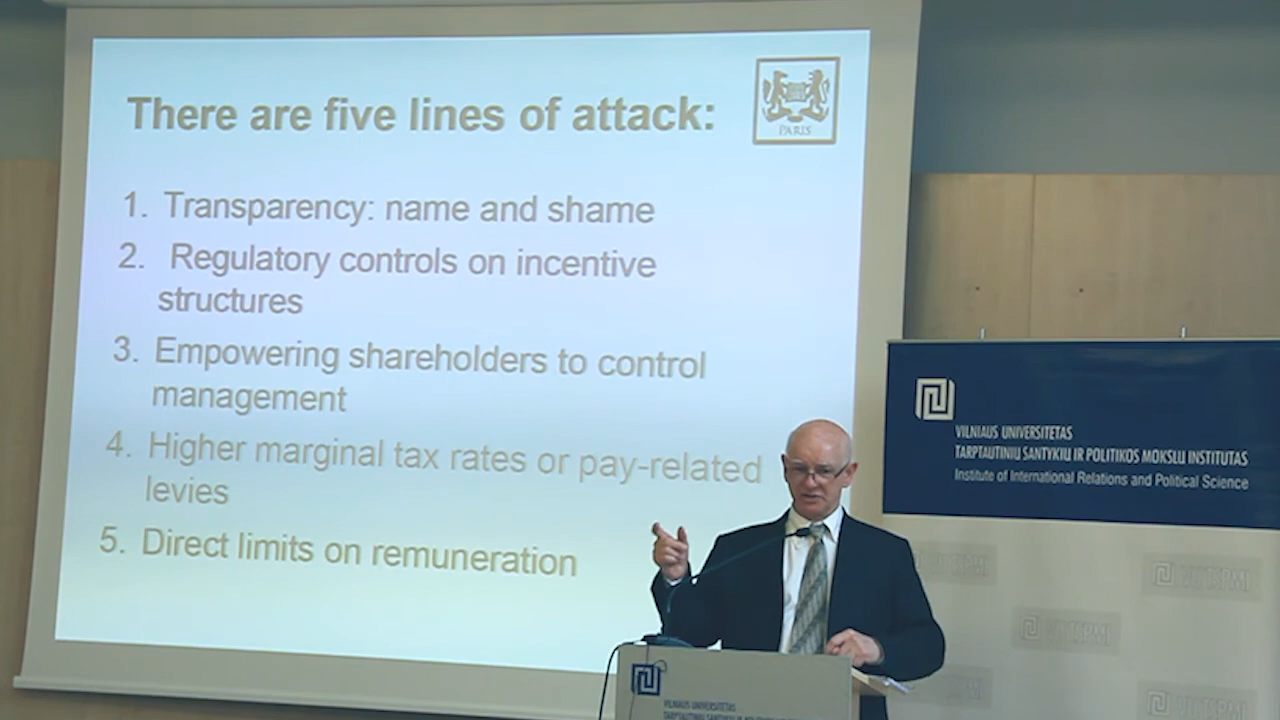 There are five lines of attack:
PARIS
1. Transparency: name and shame
2. Regulatory controls on incentive
structures
3. Empowering shareholders to control
management
4. Higher marginal tax rates or pay-related
levies
5. Direct limits on remuneration
VILNIAUS UNIVERSITETAS
TARPTAUTINIŲ SANTYKIŲ IR POLITIKOS MOKSLŲ INSTITUTAS
Institute of International Relations and Political Science
VILNIAUS UNIVERSITETAS